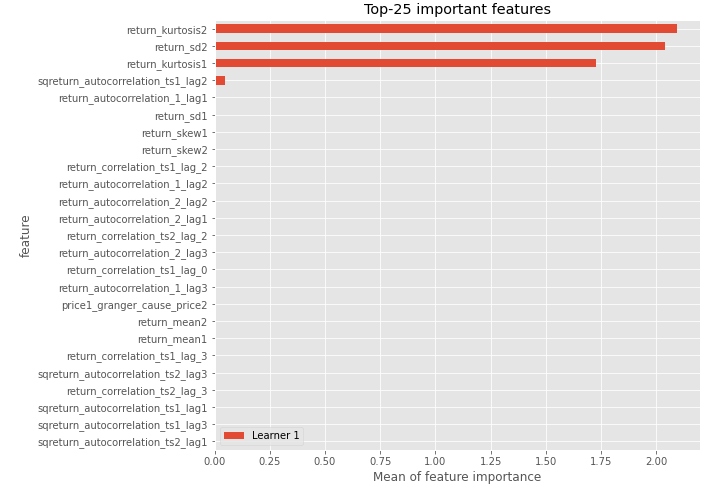 Top-25 important features
feature
return_kurtosis2
return_sd2
return_kurtosis1
sqreturn_autocorrelation_ts1_lag2
return_autocorrelation_1_lag1
return_sd1
return_skew1
return_skew2
return_correlation_ts1_lag_2
return_autocorrelation_1_lag2
return_autocorrelation_2_lag2
return_autocorrelation_2_lag1
return_correlation_ts2_lag_2
return_autocorrelation_2_lag3
return_correlation_ts1_lag_0
return_autocorrelation_1_lag3
price1_granger_cause_price2
return_mean2
return_mean1
return_correlation_ts1_lag_3
sqreturn_autocorrelation_ts2_lag3
return_correlation_ts2_lag_3
sqreturn_autocorrelation_ts1_lag1
sqreturn_autocorrelation_ts1_lag3
sqreturn_autocorrelation_ts2_lag1
Learner 1
0.00 0.25 0.50 0.75 1.00 1.25 1.50 1.75 2.00
Mean of feature importance